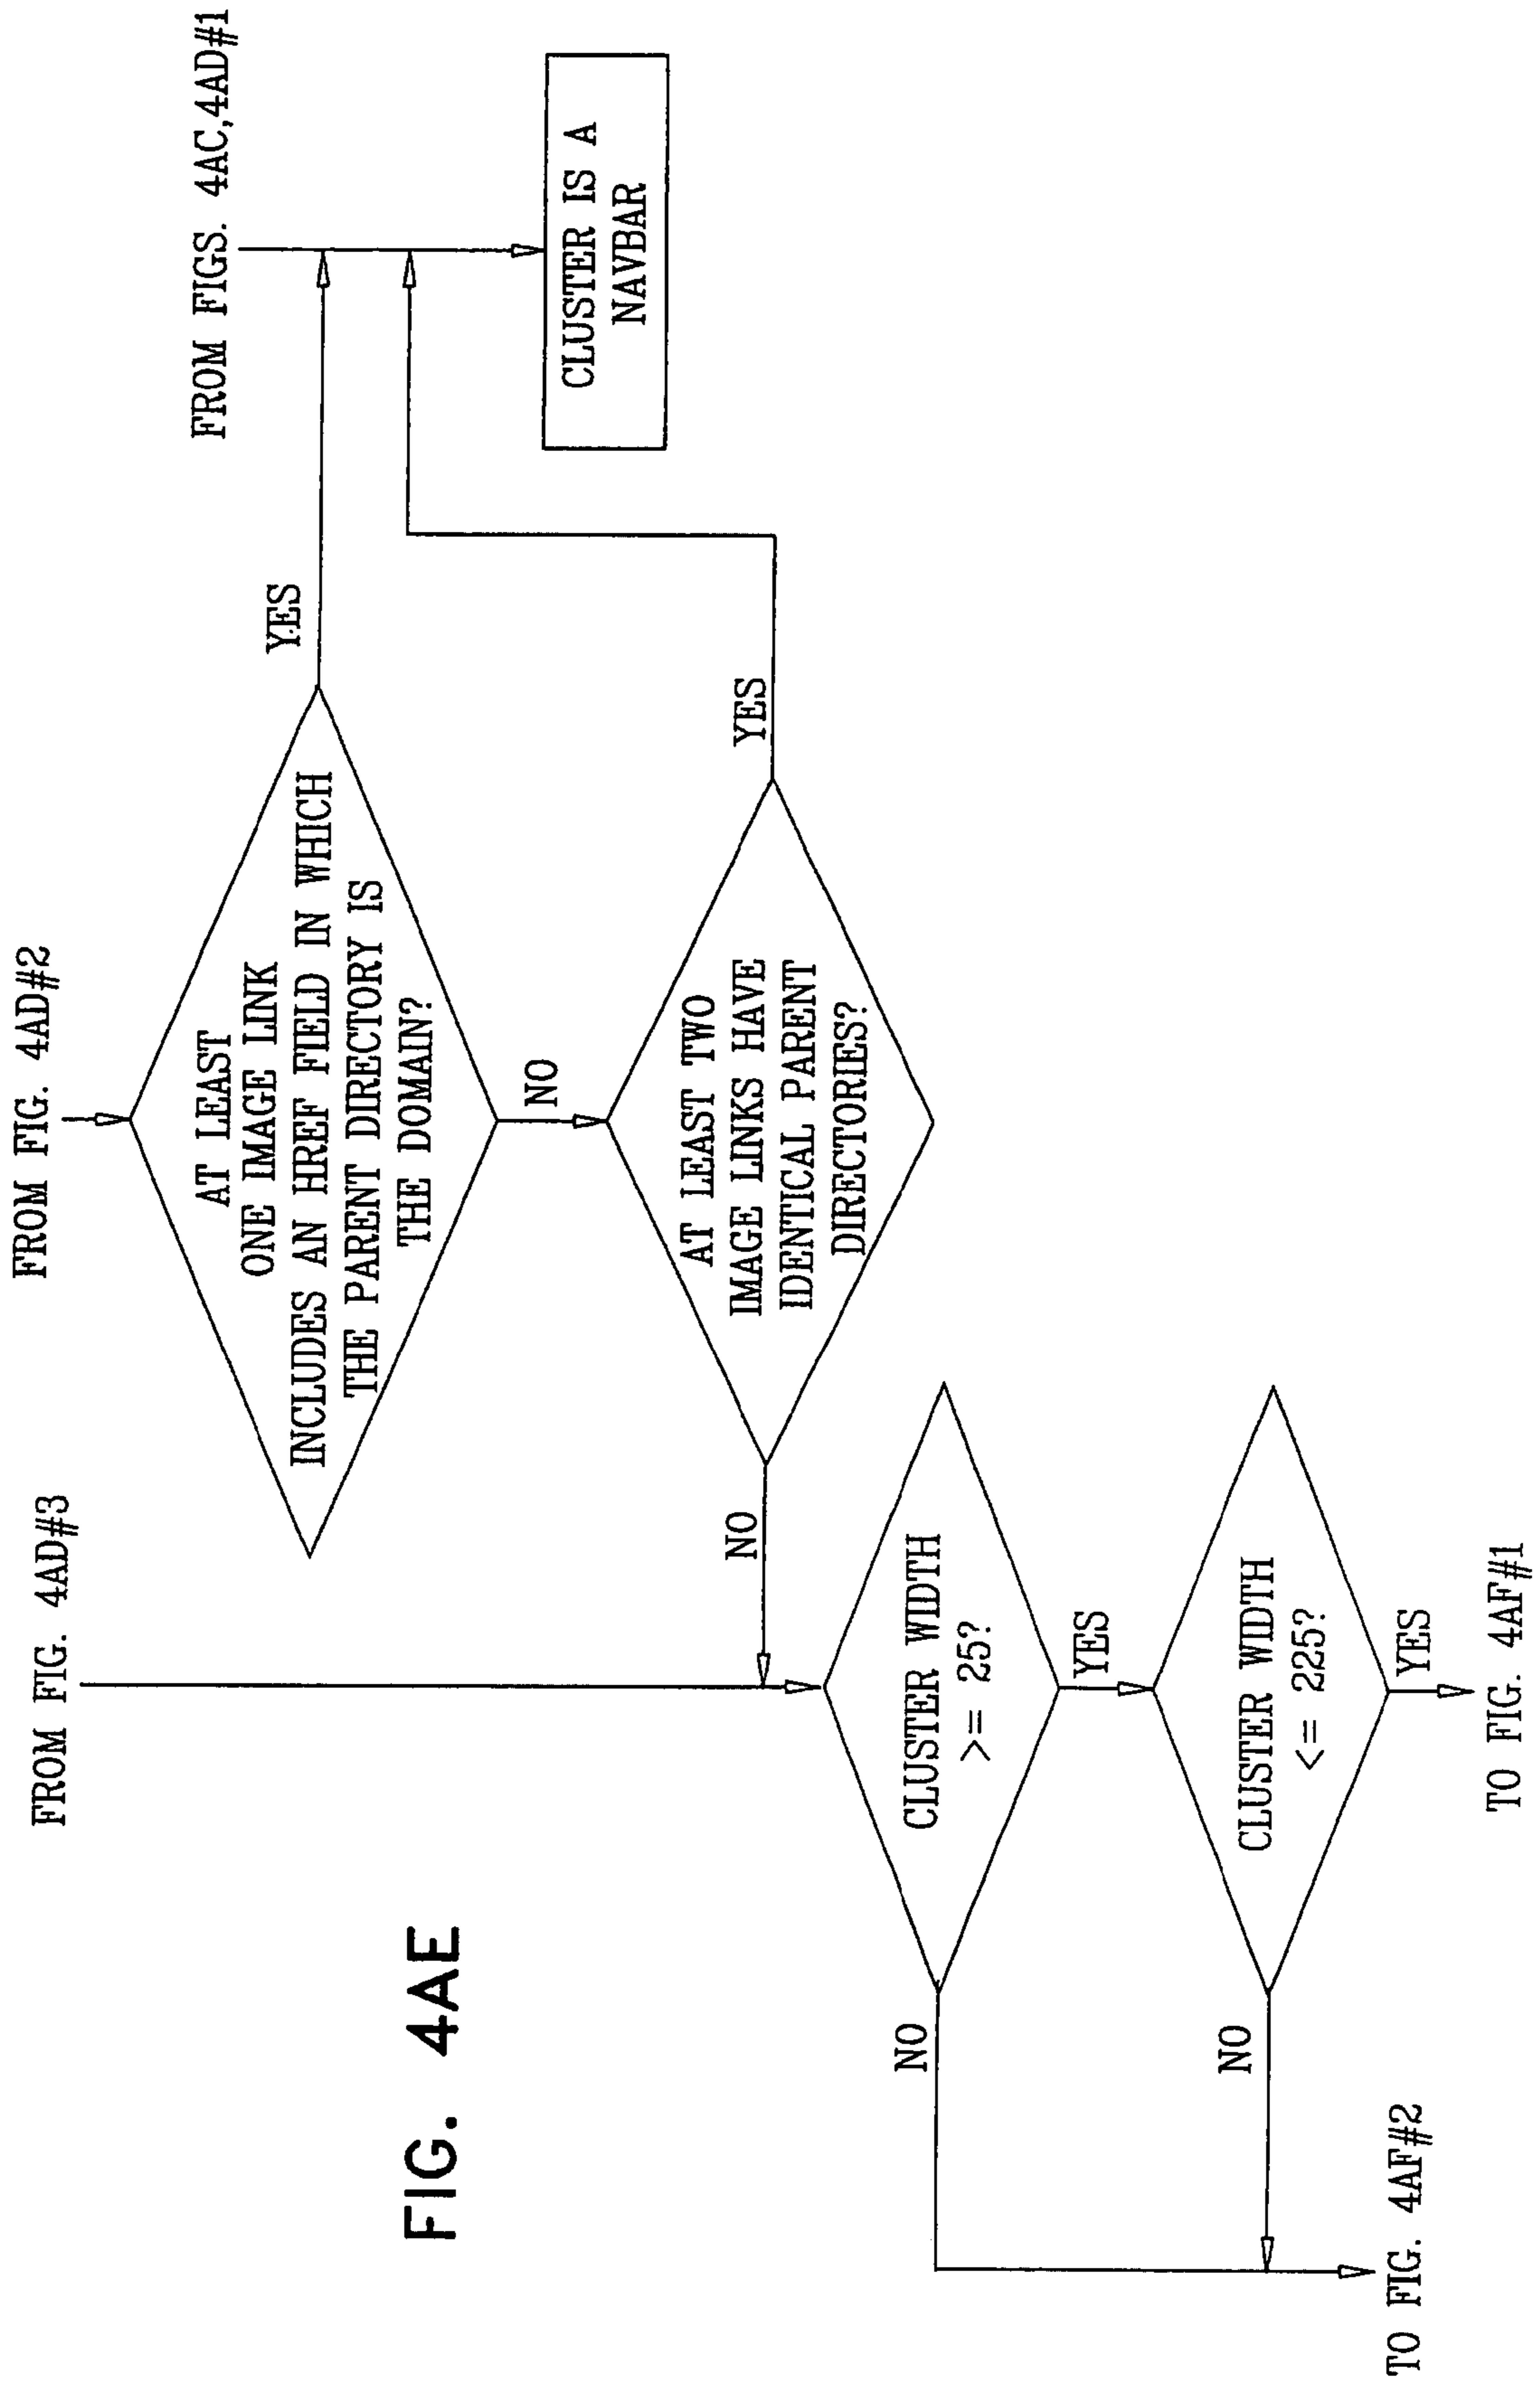 FIG. 4AE
FROM FIG. 4AD#3
FROM FIG. 4AD#2
FROM FIGS. 4AC,4AD#1
AT LEAST
ONE IMAGE LINK
INCLUDES AN HREF FIELD IN WHICH
THE PARENT DIRECTORY IS
THE DOMAIN?
YES
NO
CLUSTER IS A
NAVBAR
AT LEAST TWO
IMAGE LINKS HAVE
IDENTICAL PARENT
DIRECTORIES?
YES
NO
CLUSTER WIDTH
>= 25?
NO
YES
CLUSTER WIDTH
<= 225?
NO
YES
TO FIG. 4AF#2
TO FIG. 4AF#1